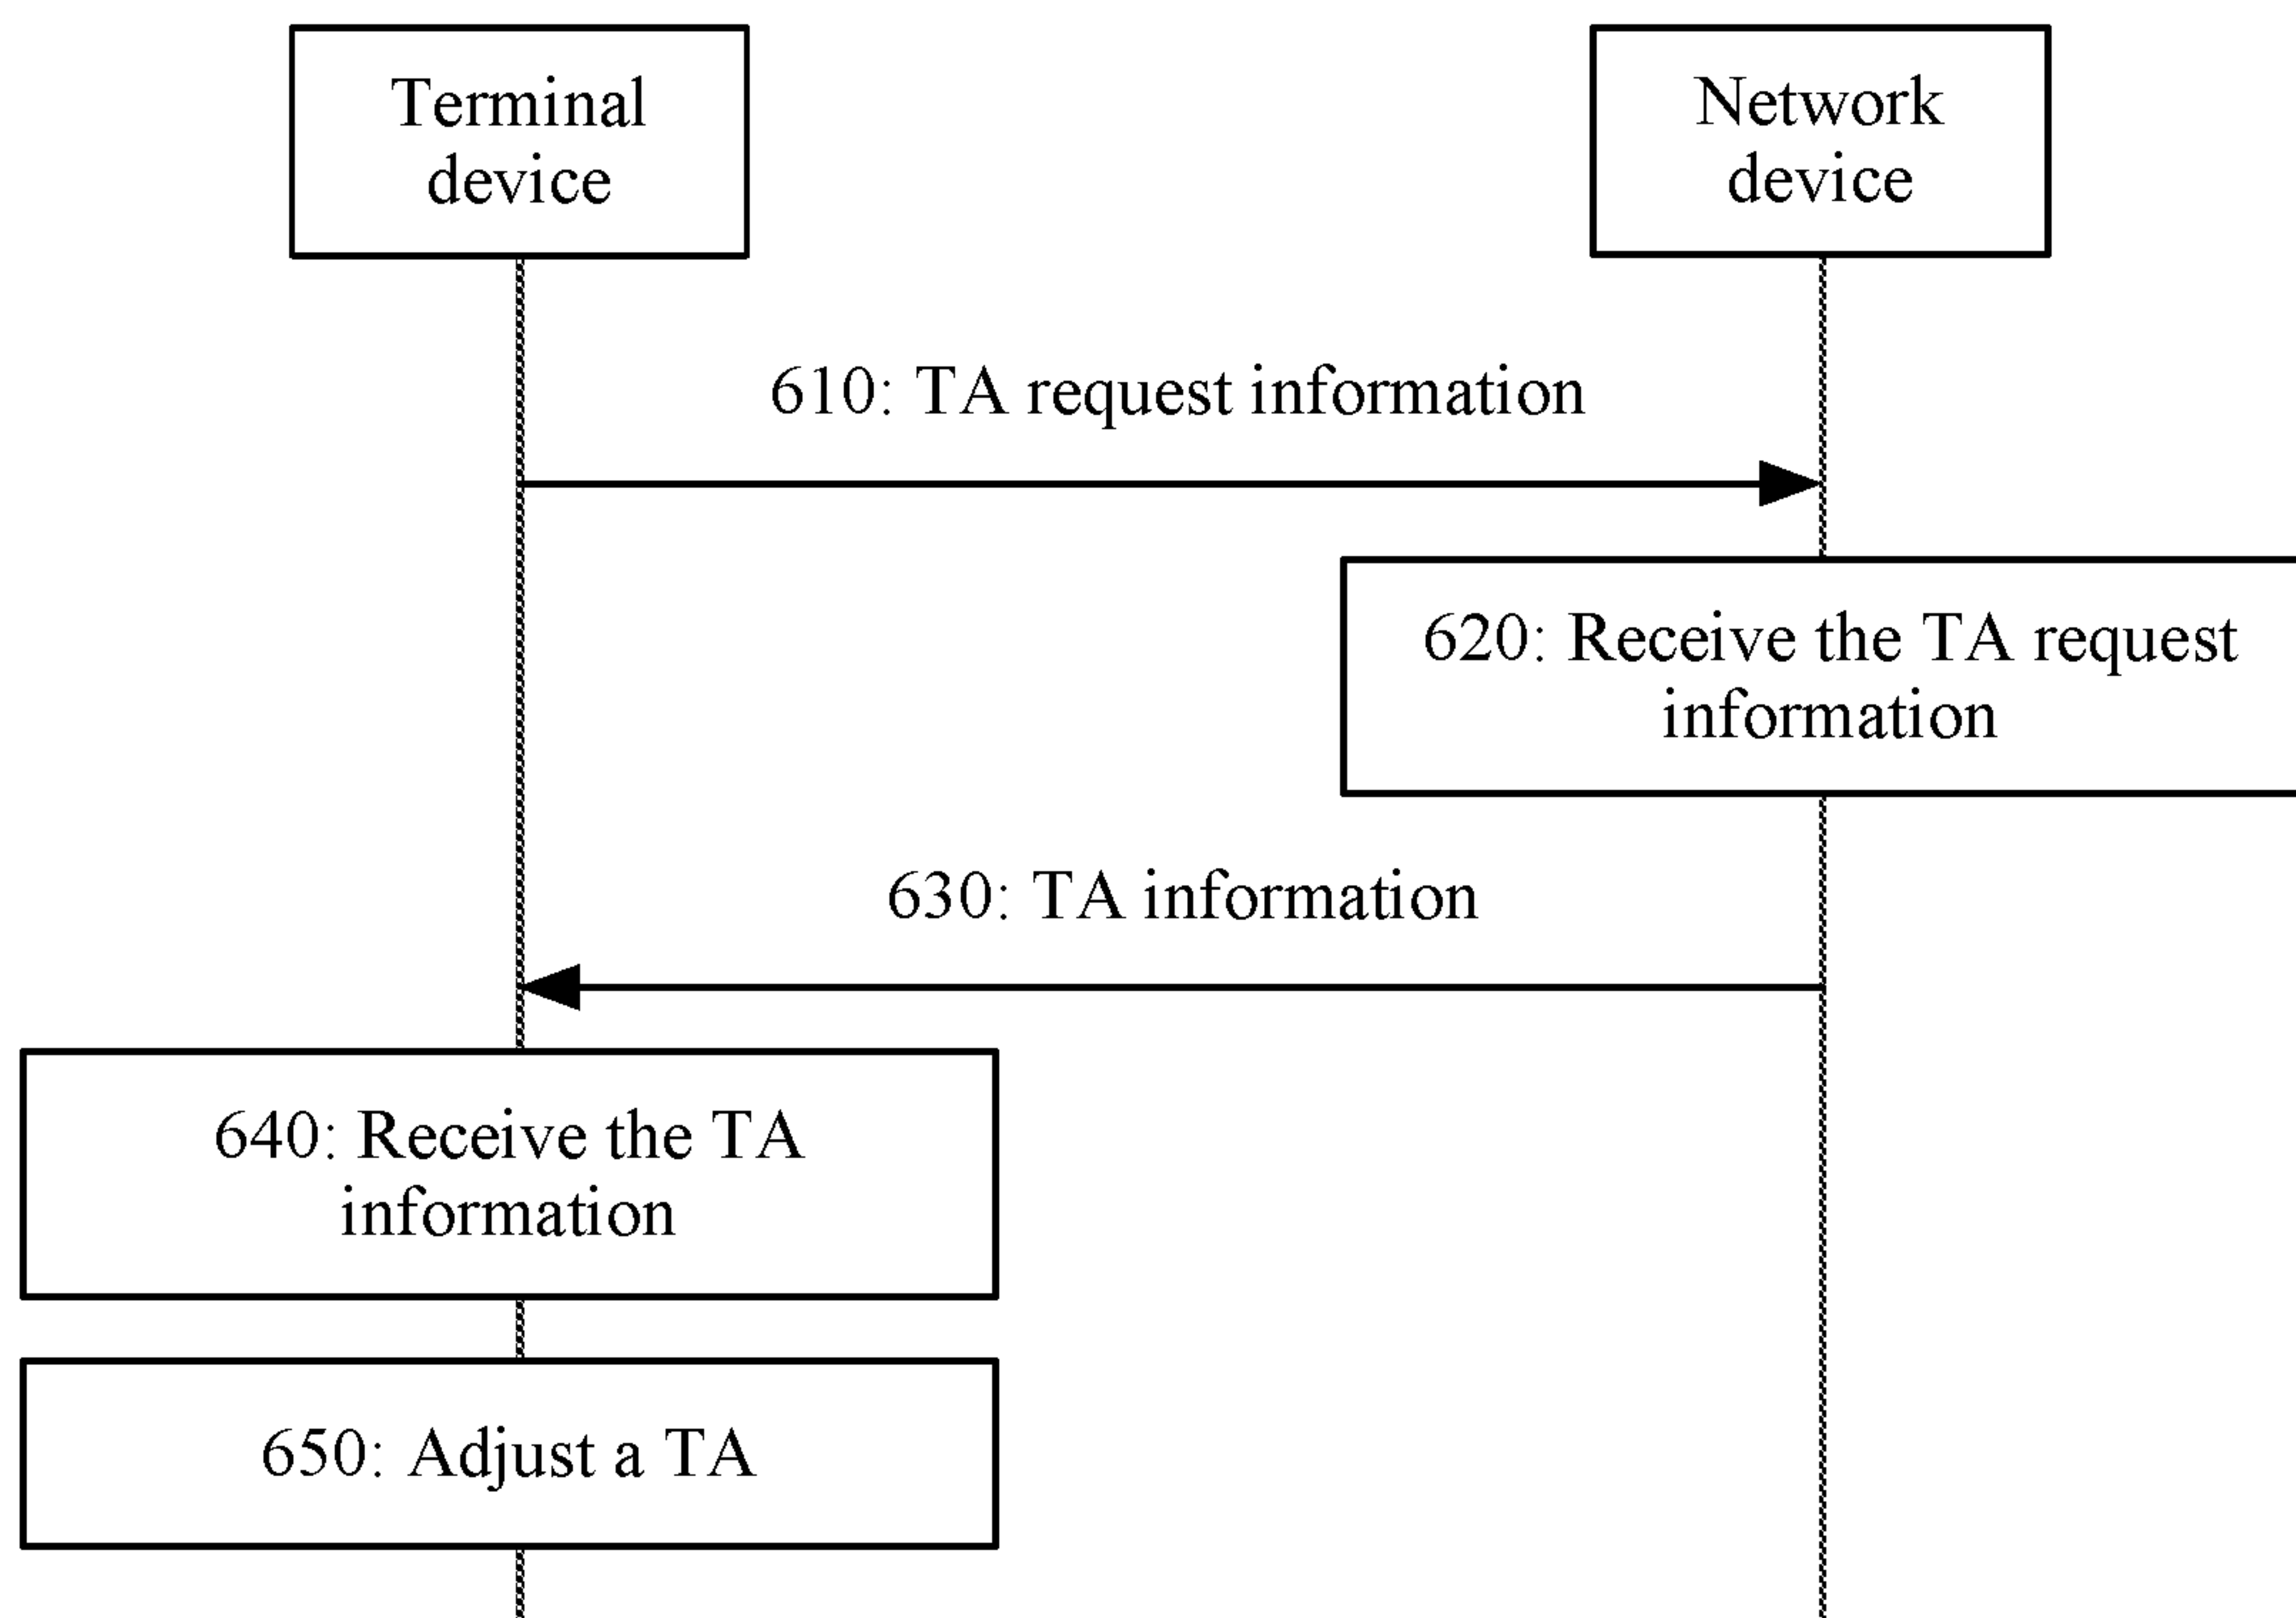 Terminal
device
Network
device
610: TA request information
620: Receive the TA request
information
630: TA information
640: Receive the TA
information
650: Adjust a TA